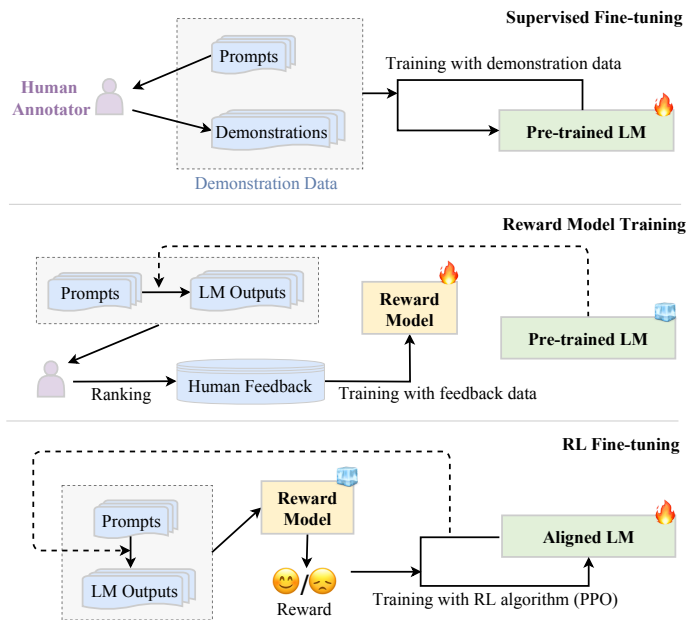 Supervised Fine-tuning
Prompts
Training with demonstration data
Human
Annotator
Demonstrations
Pre-trained LM
Demonstration Data
Reward Model Training
Prompts
LM Outputs
Reward
Model
Pre-trained LM
Ranking
Human Feedback
Training with feedback data
RL Fine-tuning
Reward
Model
Prompts
Aligned LM
LM Outputs
/
Reward
Training with RL algorithm (PPO)